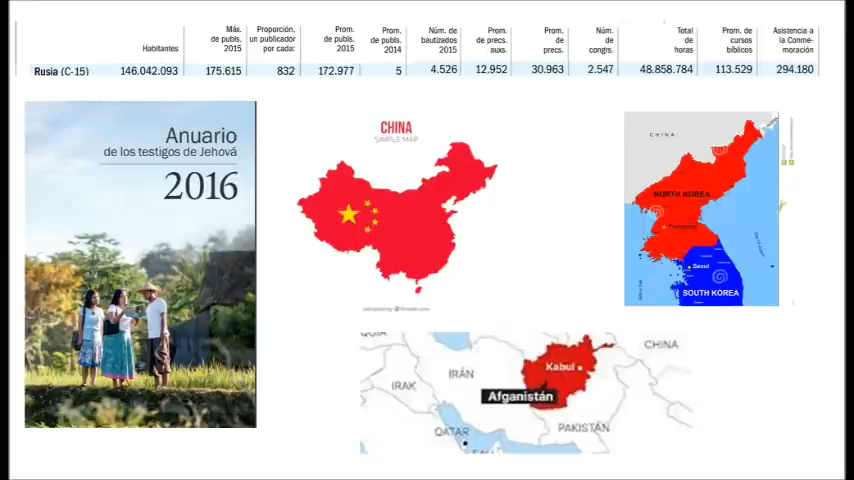 Habitantes
Máx.
de publs.
2015
Proporción,
un publicador
por cada:
Prom.
de publs.
2015
Prom.
de publs.
2014
Núm. de
bautizados
2015
Prom.
de precs.
auxs.
Prom.
de
precs.
Núm.
de
congrs.
Total
de
horas
Prom. de
cursos
bíblicos
Asistencia a
la Conme-
moración
Rusia (C-15) 146.042.093 175.615 832 172.977 5 4.526 12.952 30.963 2.547 48.858.784 113.529 294.180
Anuario
de los testigos de Jehová
2016
CHINA
SIMPLE MAP
CHINA
NORTH KOREA
Seoul
SOUTH KOREA
CHINA
Kabul
IRÁN
IRAK
Afganistán
PAKISTÁN
QATAR